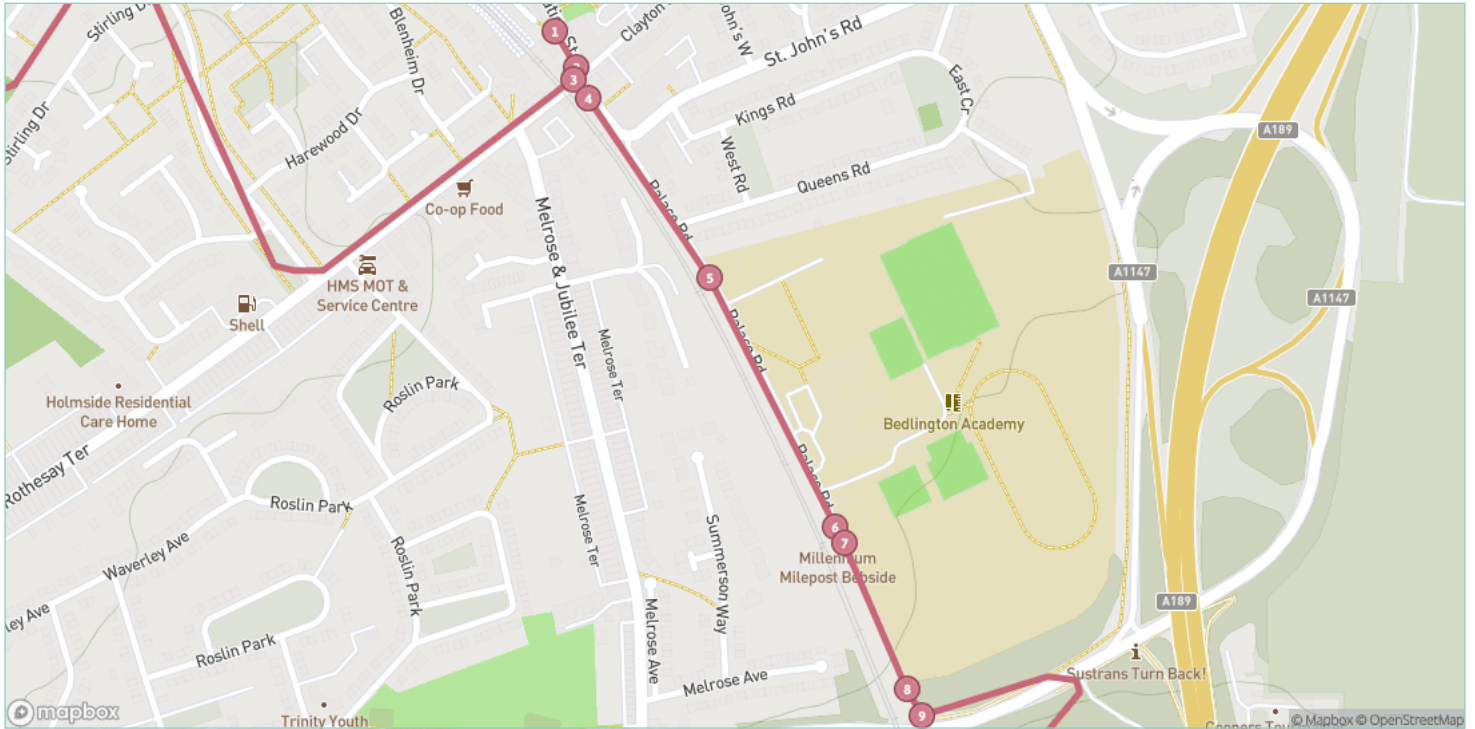 Stirling Dr
Blenheim Dr
1
Clayton
St. John's Rd
3
4
Kings Rd
East Cr
Stirling Dr
Harewood Dr
A189
West Rd
Queens Rd
Co-op Food
Palace Rd
Melrose & Jubilee Ter
5
A1147
HMS MOT &
Service Centre
A1147
Shell
Palace Rd
Melrose Ter
Roslin Park
Holmside Residential
Care Home
Bedlington Academy
Palace Rd
Rothesay Ter
Roslin Park
6
7
Melrose Ter
Summerson Way
Waverley Ave
Millennium
Milepost Bebside
Roslin Park
A189
Melrose Ave
Roslin Park
Sustrans Turn Back!
Melrose Ave
8
9
Trinity Youth
mapbox
© Mapbox © OpenStreetMap